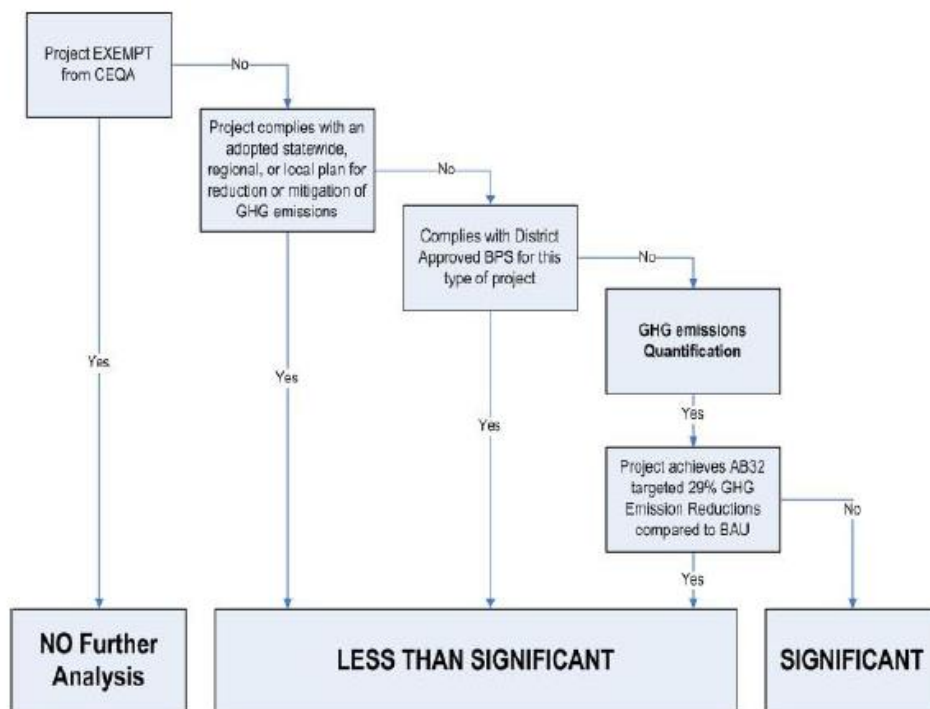 Project EXEMPT
from CEQA
No
Project complies with an
adopted statewide,
regional, or local plan for
reduction or mitigation of
GHG emissions
No
Complies with District
Approved BPS for this
type of project
No
GHG emissions
Quantification
Yes
Yes
Yes
Yes
Project achieves AB32
targeted 29% GHG
Emission Reductions
compared to BAU
No
Yes
NO Further
Analysis
LESS THAN SIGNIFICANT
SIGNIFICANT